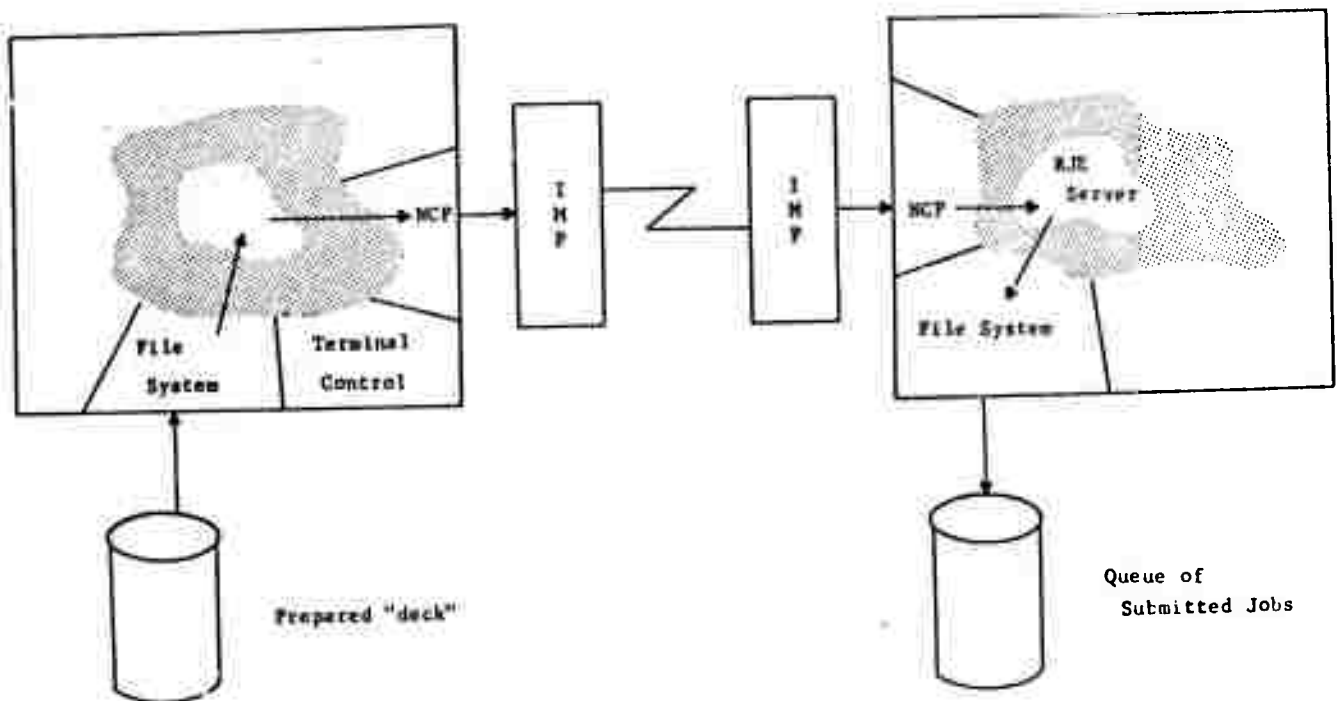 NCP
File
System
Terminal
Control
I
M
P
I
M
P
NCP
RJE
Server
File System
Prepared "deck"
Queue of
Submitted Jobs